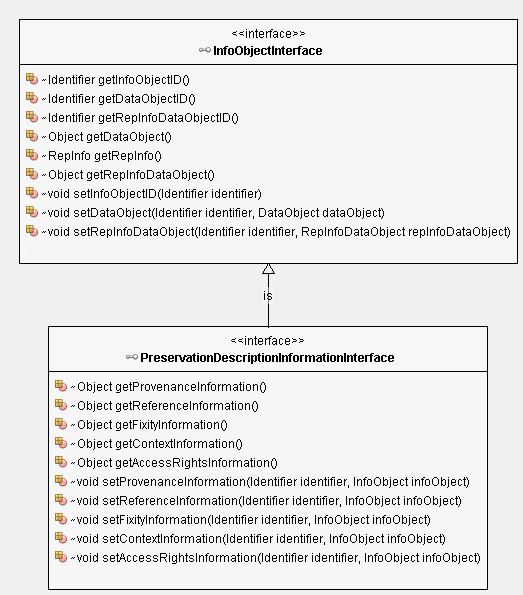 <<interface>>
InfoObjectInterface
~Identifier getInfoObjectID()
~Identifier getDataObjectID()
~Identifier getRepInfoDataObjectID()
~Object getDataObject()
~RepInfo getRepInfo()
~Object getRepInfoDataObject()
~void setInfoObjectID(Identifier identifier)
~void setDataObject(Identifier identifier, DataObject dataObject)
~void setRepInfoDataObject(Identifier identifier, RepInfoDataObject repInfoDataObject)
is
<<interface>>
PreservationDescriptionInformationInterface
~Object getProvenanceInformation()
~Object getReferenceInformation()
~Object getFixityInformation()
~Object getContextInformation()
~Object getAccessRightsInformation()
~void setProvenanceInformation(Identifier identifier, InfoObject infoObject)
~void setReferenceInformation(Identifier identifier, InfoObject infoObject)
~void setFixityInformation(Identifier identifier, InfoObject infoObject)
~void setContextInformation(Identifier identifier, InfoObject infoObject)
~void setAccessRightsInformation(Identifier identifier, InfoObject infoObject)